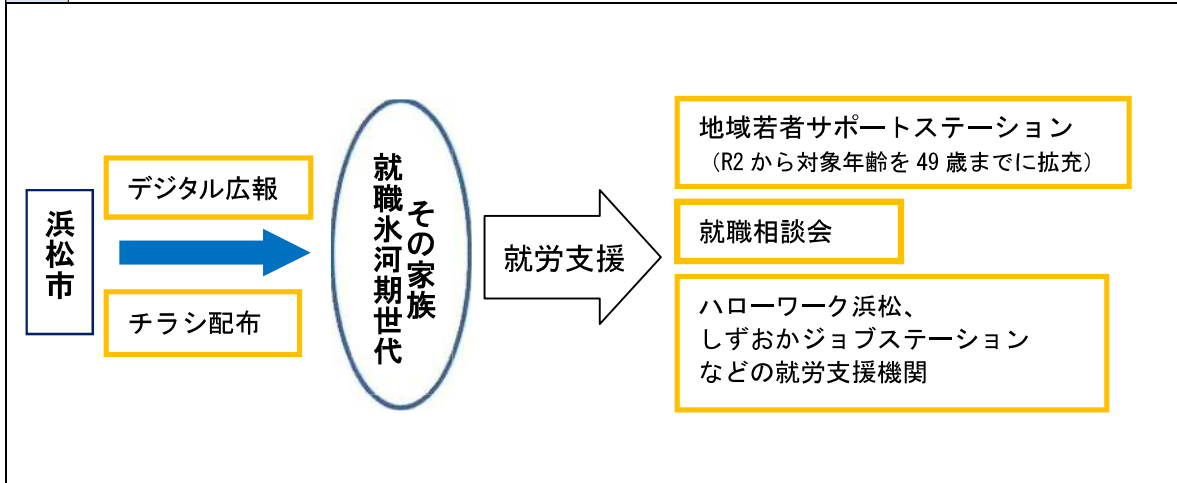 浜松市
デジタル広報
チラシ配布
就職氷河期世代
その家族
就労支援
地域若者サポートステーション
（R2 から対象年齢を 49 歳までに拡充）
就職相談会
ハローワーク浜松、
しずおかジョブステーション
などの就労支援機関